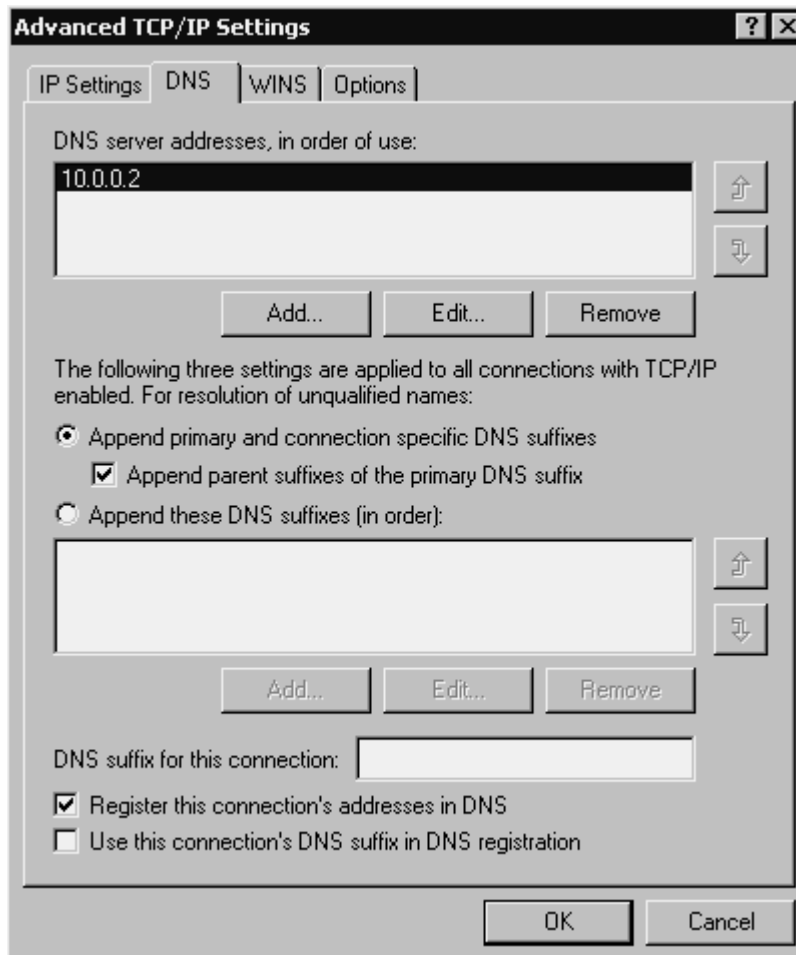 Advanced TCP/IP Settings ? X
IP Settings DNS WINS Options
DNS server addresses, in order of use:
10.0.0.2
Add... Edit... Remove
The following three settings are applied to all connections with TCP/IP
enabled. For resolution of unqualified names:
Append primary and connection specific DNS suffixes
Append parent suffixes of the primary DNS suffix
Append these DNS suffixes (in order):
Add... Edit... Remove
DNS suffix for this connection:
Register this connection's addresses in DNS
Use this connection's DNS suffix in DNS registration
OK Cancel